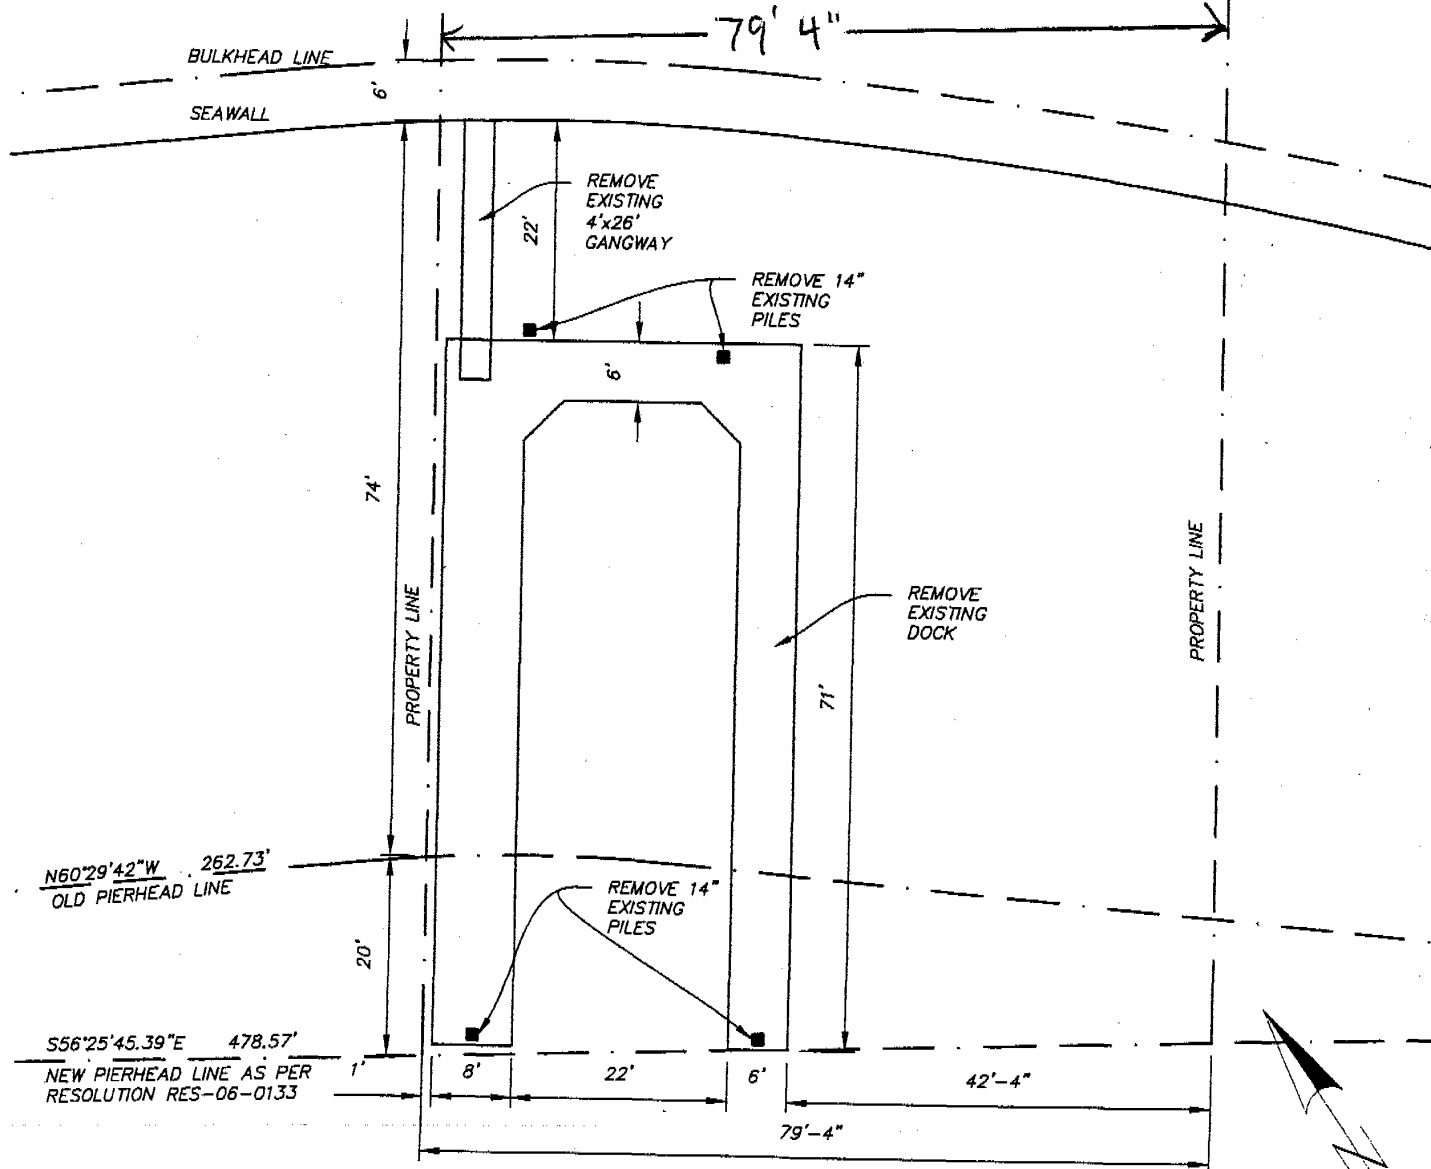 79' 4"
BULKHEAD LINE
6'
SEAWALL
REMOVE
EXISTING
4'x26'
GANGWAY
22'
REMOVE 14"
EXISTING
PILES
6'
74'
PROPERTY LINE
PROPERTY LINE
REMOVE
EXISTING
DOCK
71'
N60°29'42"W 262.73'
OLD PIERHEAD LINE
REMOVE 14"
EXISTING
PILES
20'
S56°25'45.39"E 478.57'
NEW PIERHEAD LINE AS PER
RESOLUTION RES-06-0133
1'
8'
22'
6'
42'-4"
79'-4"
N